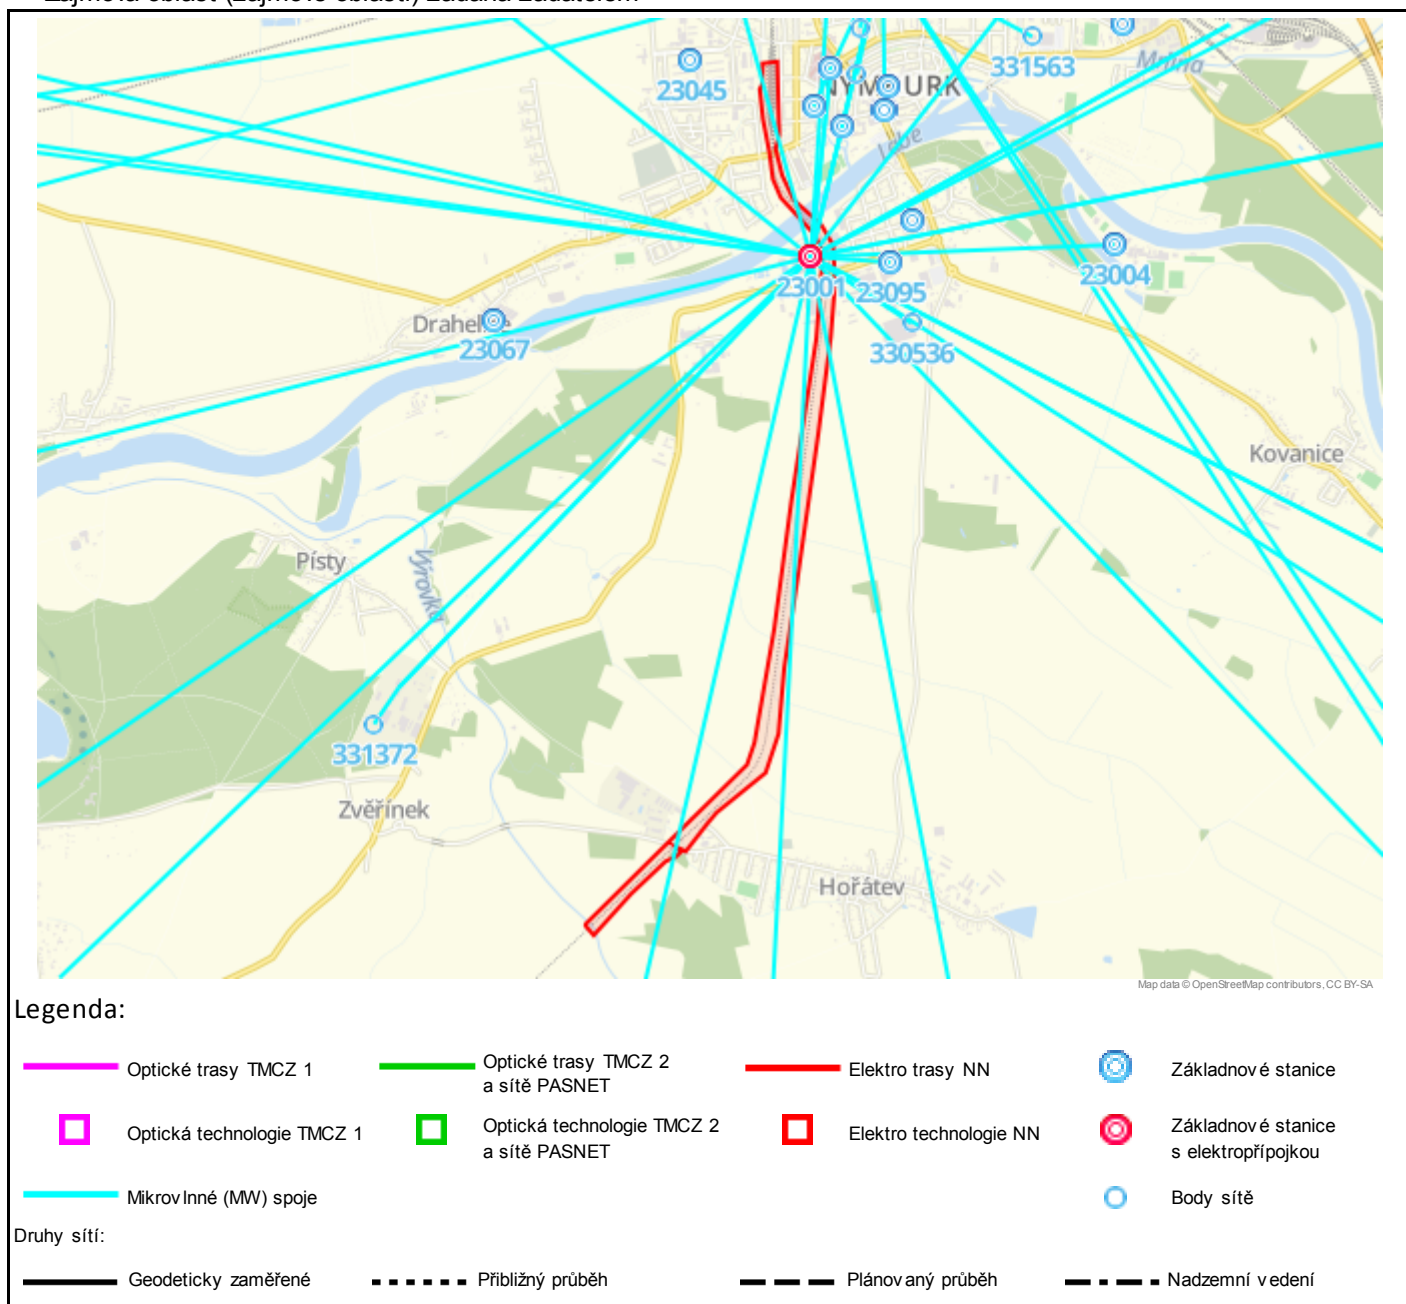 331563
Mrlina
23045
NYMBURK
Labe
23001
23095
23004
Drahelice
23067
330536
Kovanice
Písty
Výrovka
331372
Zvěřínek
Hořátev
Map data © OpenStreetMap contributors, CC BY-SA
Legenda:
Optické trasy TMCZ 1
Optické trasy TMCZ 2
a sítě PASNET
Elektro trasy NN
Základnové stanice
Optická technologie TMCZ 1
Optická technologie TMCZ 2
a sítě PASNET
Elektro technologie NN
Základnové stanice
s elektropřípojkou
Mikrovlnné (MW) spoje
Body sítě
Druhy sítí:
Geodeticky zaměřené
Přibližný průběh
Plánovaný průběh
Nadzemní vedení